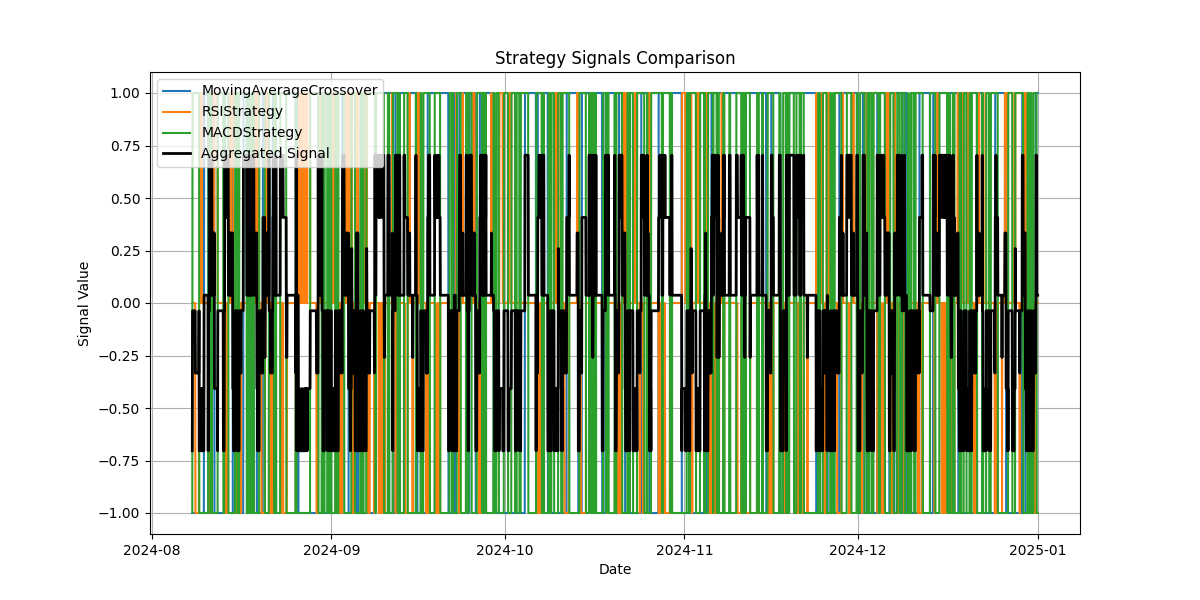 Strategy Signals Comparison
1.00
0.75
0.50
0.25
0.00
−0.25
−0.50
−0.75
−1.00
Signal Value
MovingAverageCrossover
RSIStrategy
MACDStrategy
Aggregated Signal
2024-08
2024-09
2024-10
2024-11
2024-12
2025-01
Date